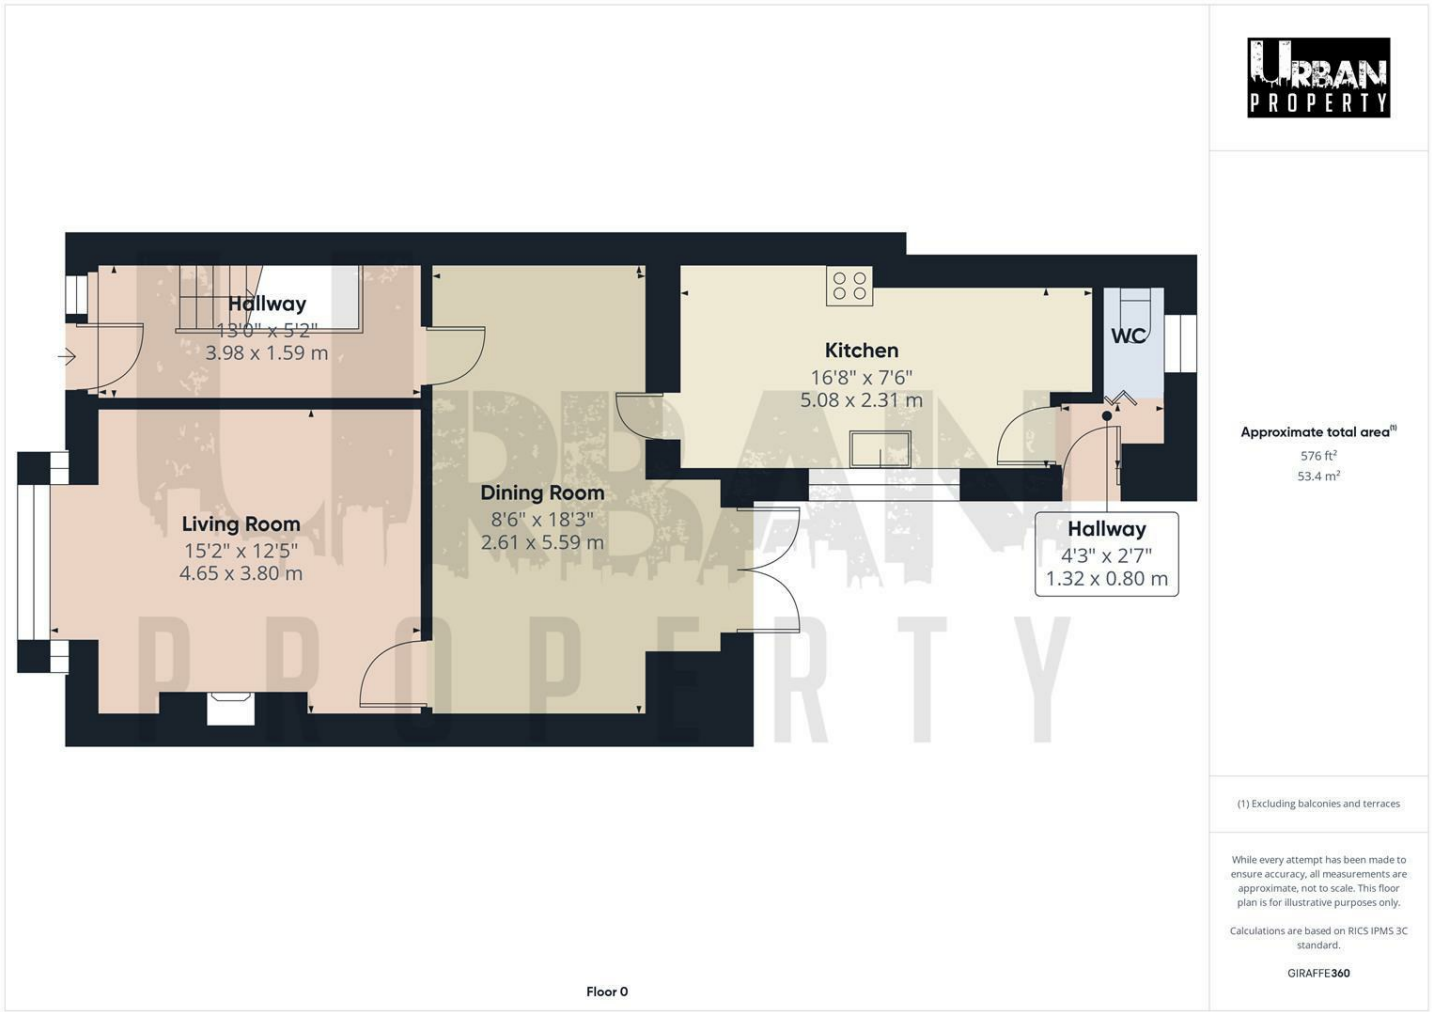 URBAN
PROPERTY
Hallway
13'0" x 5'2"
3.98 x 1.59 m
Kitchen
16'8" x 7'6"
5.08 x 2.31 m
WC
Living Room
15'2" x 12'5"
4.65 x 3.80 m
Dining Room
8'6" x 18'3"
2.61 x 5.59 m
Hallway
4'3" x 2'7"
1.32 x 0.80 m
URBAN
PROPERTY
Approximate total area(1)
576 ft²
53.4 m²
(1) Excluding balconies and terraces
While every attempt has been made to
ensure accuracy, all measurements are
approximate, not to scale. This floor
plan is for illustrative purposes only.
Calculations are based on RICS IPMS 3C
standard.
GIRAFFE360
Floor 0